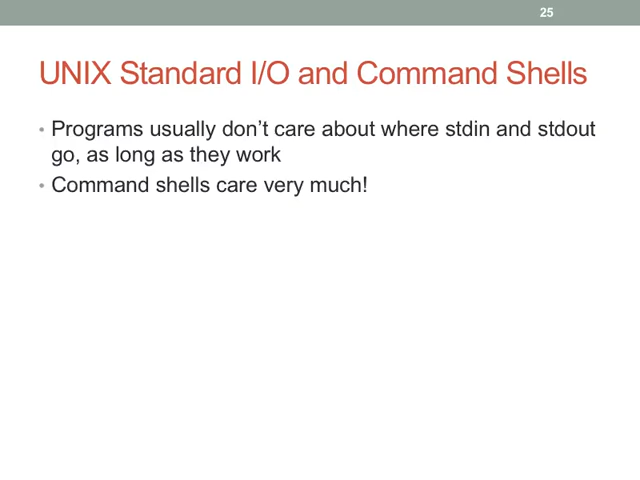 25
UNIX Standard I/O and Command Shells
• Programs usually don’t care about where stdin and stdout
go, as long as they work
• Command shells care very much!